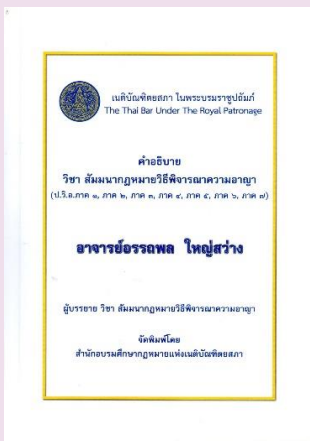 เนติบัณฑิตยสภา ในพระบรมราชูปถัมภ์
The Thai Bar Under The Royal Patronage
คำอธิบาย
วิชา สัมมนากฎหมายวิธีพิจารณาความอาญา
(ป.วิ.อ.ภาค ๑, ภาค ๒, ภาค ๓, ภาค ๔, ภาค ๕, ภาค ๖, ภาค ๗)
อาจารย์อรรถพล ใหญ่สว่าง
ผู้บรรยาย วิชา สัมมนากฎหมายวิธีพิจารณาความอาญา
จัดพิมพ์โดย
สำนักอบรมศึกษากฎหมายแห่งเนติบัณฑิตยสภา